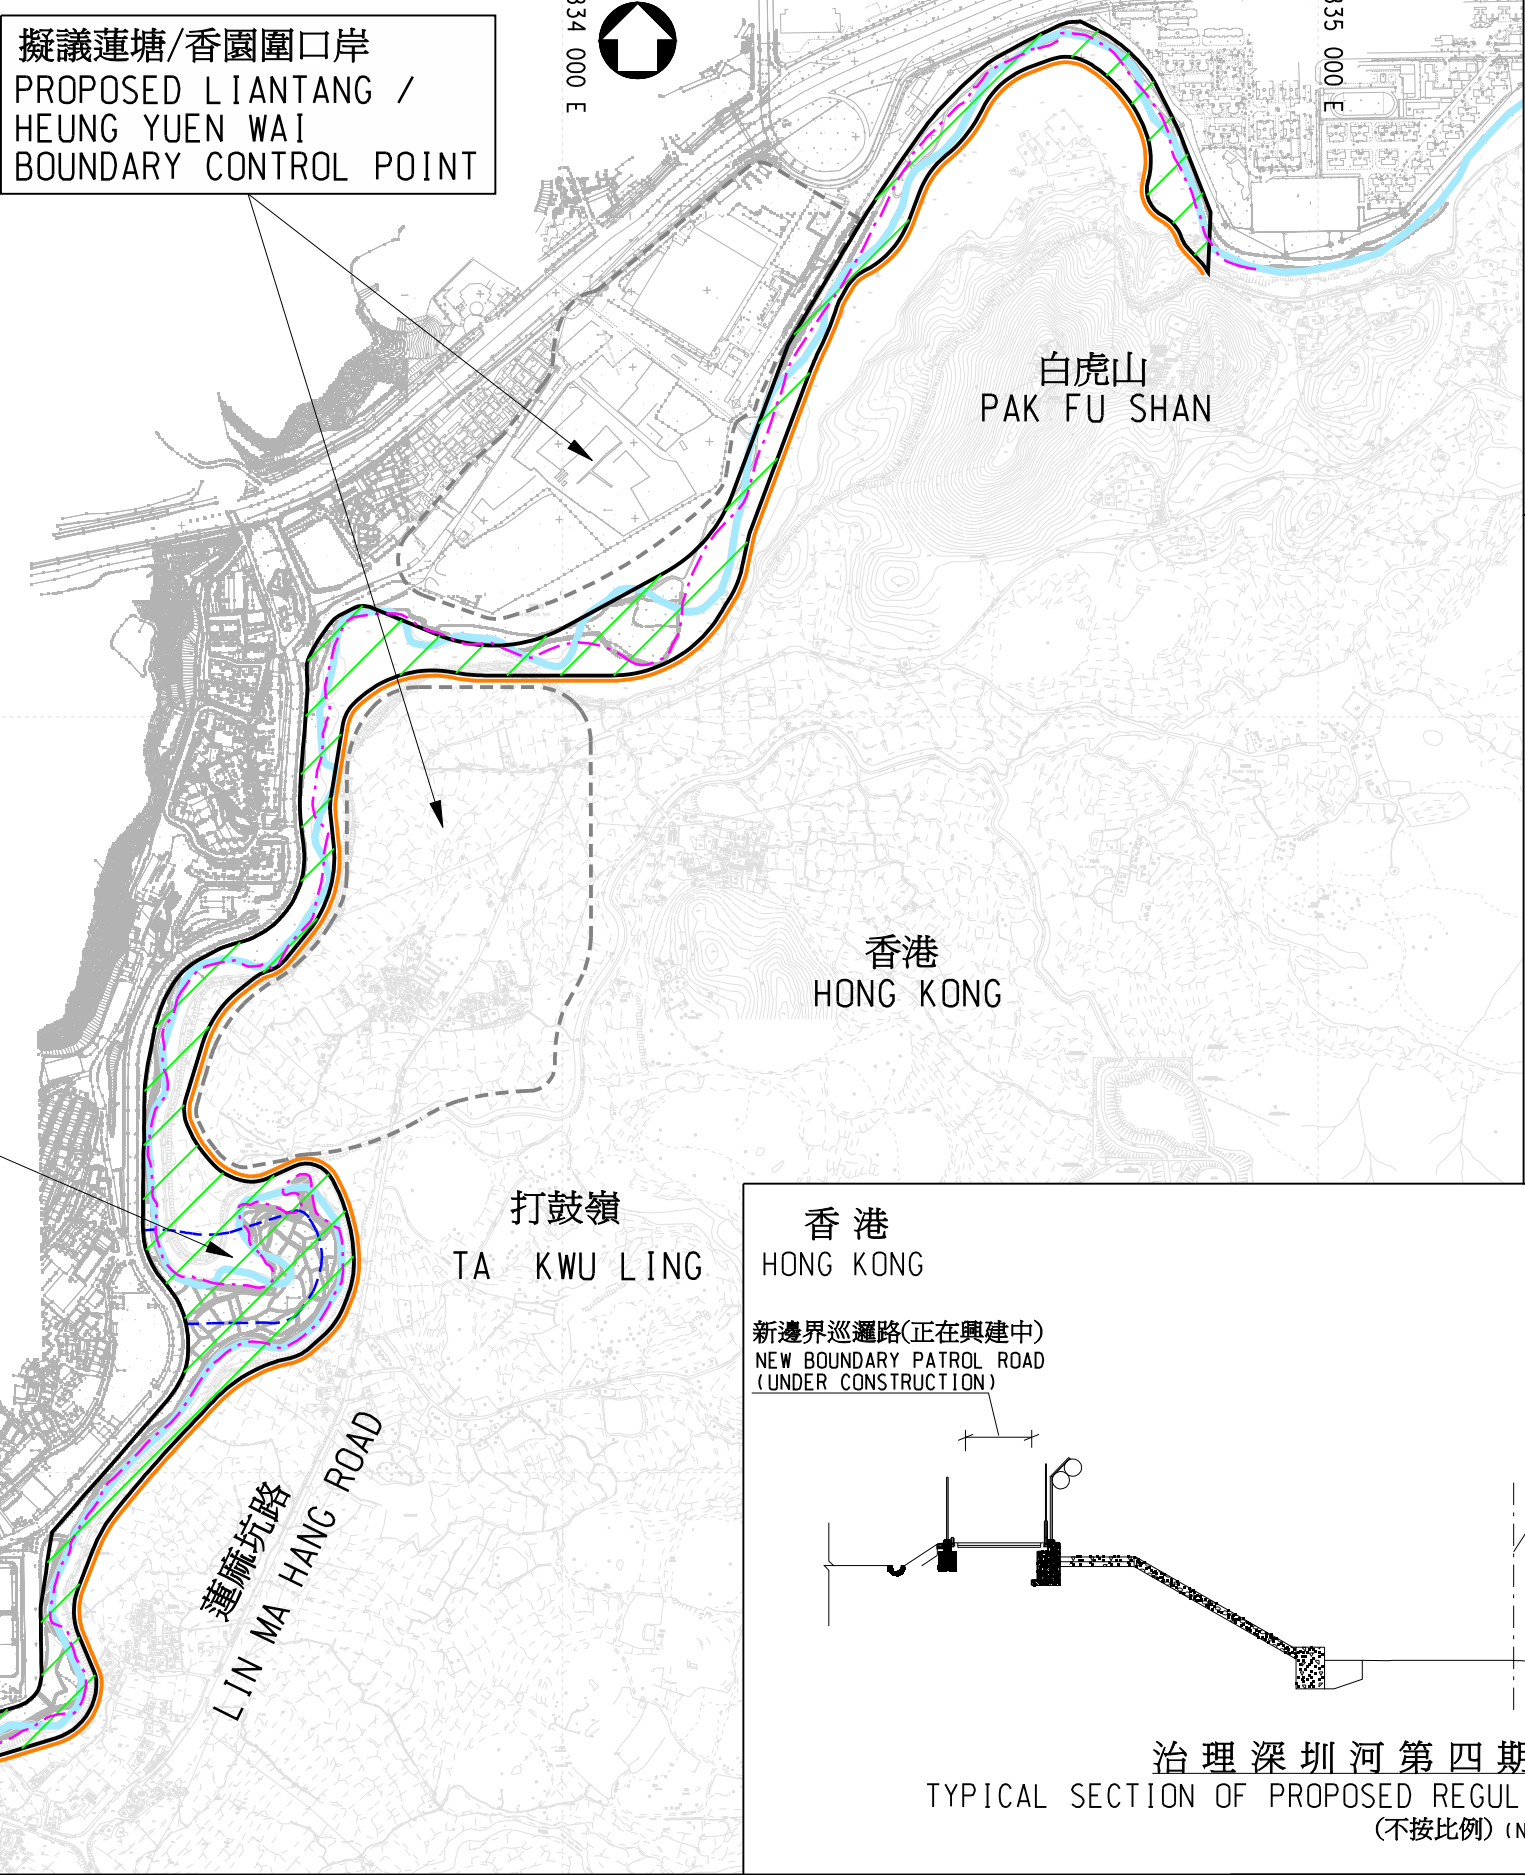 擬議蓮塘/香園圍口岸
PROPOSED LIANTANG /
HEUNG YUEN WAI
BOUNDARY CONTROL POINT
834 000 E
835 000 E
白虎山
PAK FU SHAN
香港
HONG KONG
打鼓嶺
TA KWU LING
蓮麻坑路
LIN MA HANG ROAD
香港
HONG KONG
新邊界巡邏路(正在興建中)
NEW BOUNDARY PATROL ROAD
(UNDER CONSTRUCTION)
治理深圳河第四期
TYPICAL SECTION OF PROPOSED REGUL
(不按比例) (N